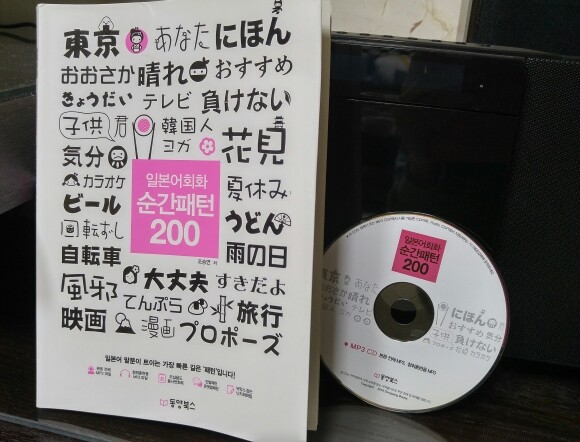 東京 あなた にほん
おおさか 晴れ おすすめ
きょうだい テレビ 負けない
子供 君 韓国人
ヨガ 花見
気分
カラオケ 夏休み
ビール うどん
回転ずし
自転車 雨の日
일본어회화
순간패턴
200
大丈夫 すきだよ
風邪 てんぷら 旅行
映画 漫画 プロポーズ
일본어 말문이 트이는 가장 빠른 길은 '패턴'입니다!
동양북스
일본어회화
순간패턴
200
東京 あなた
おおさか 晴れ
にほん
おすすめ 気分
子供 負けない
カラオケ
MP3 CD
동양북스